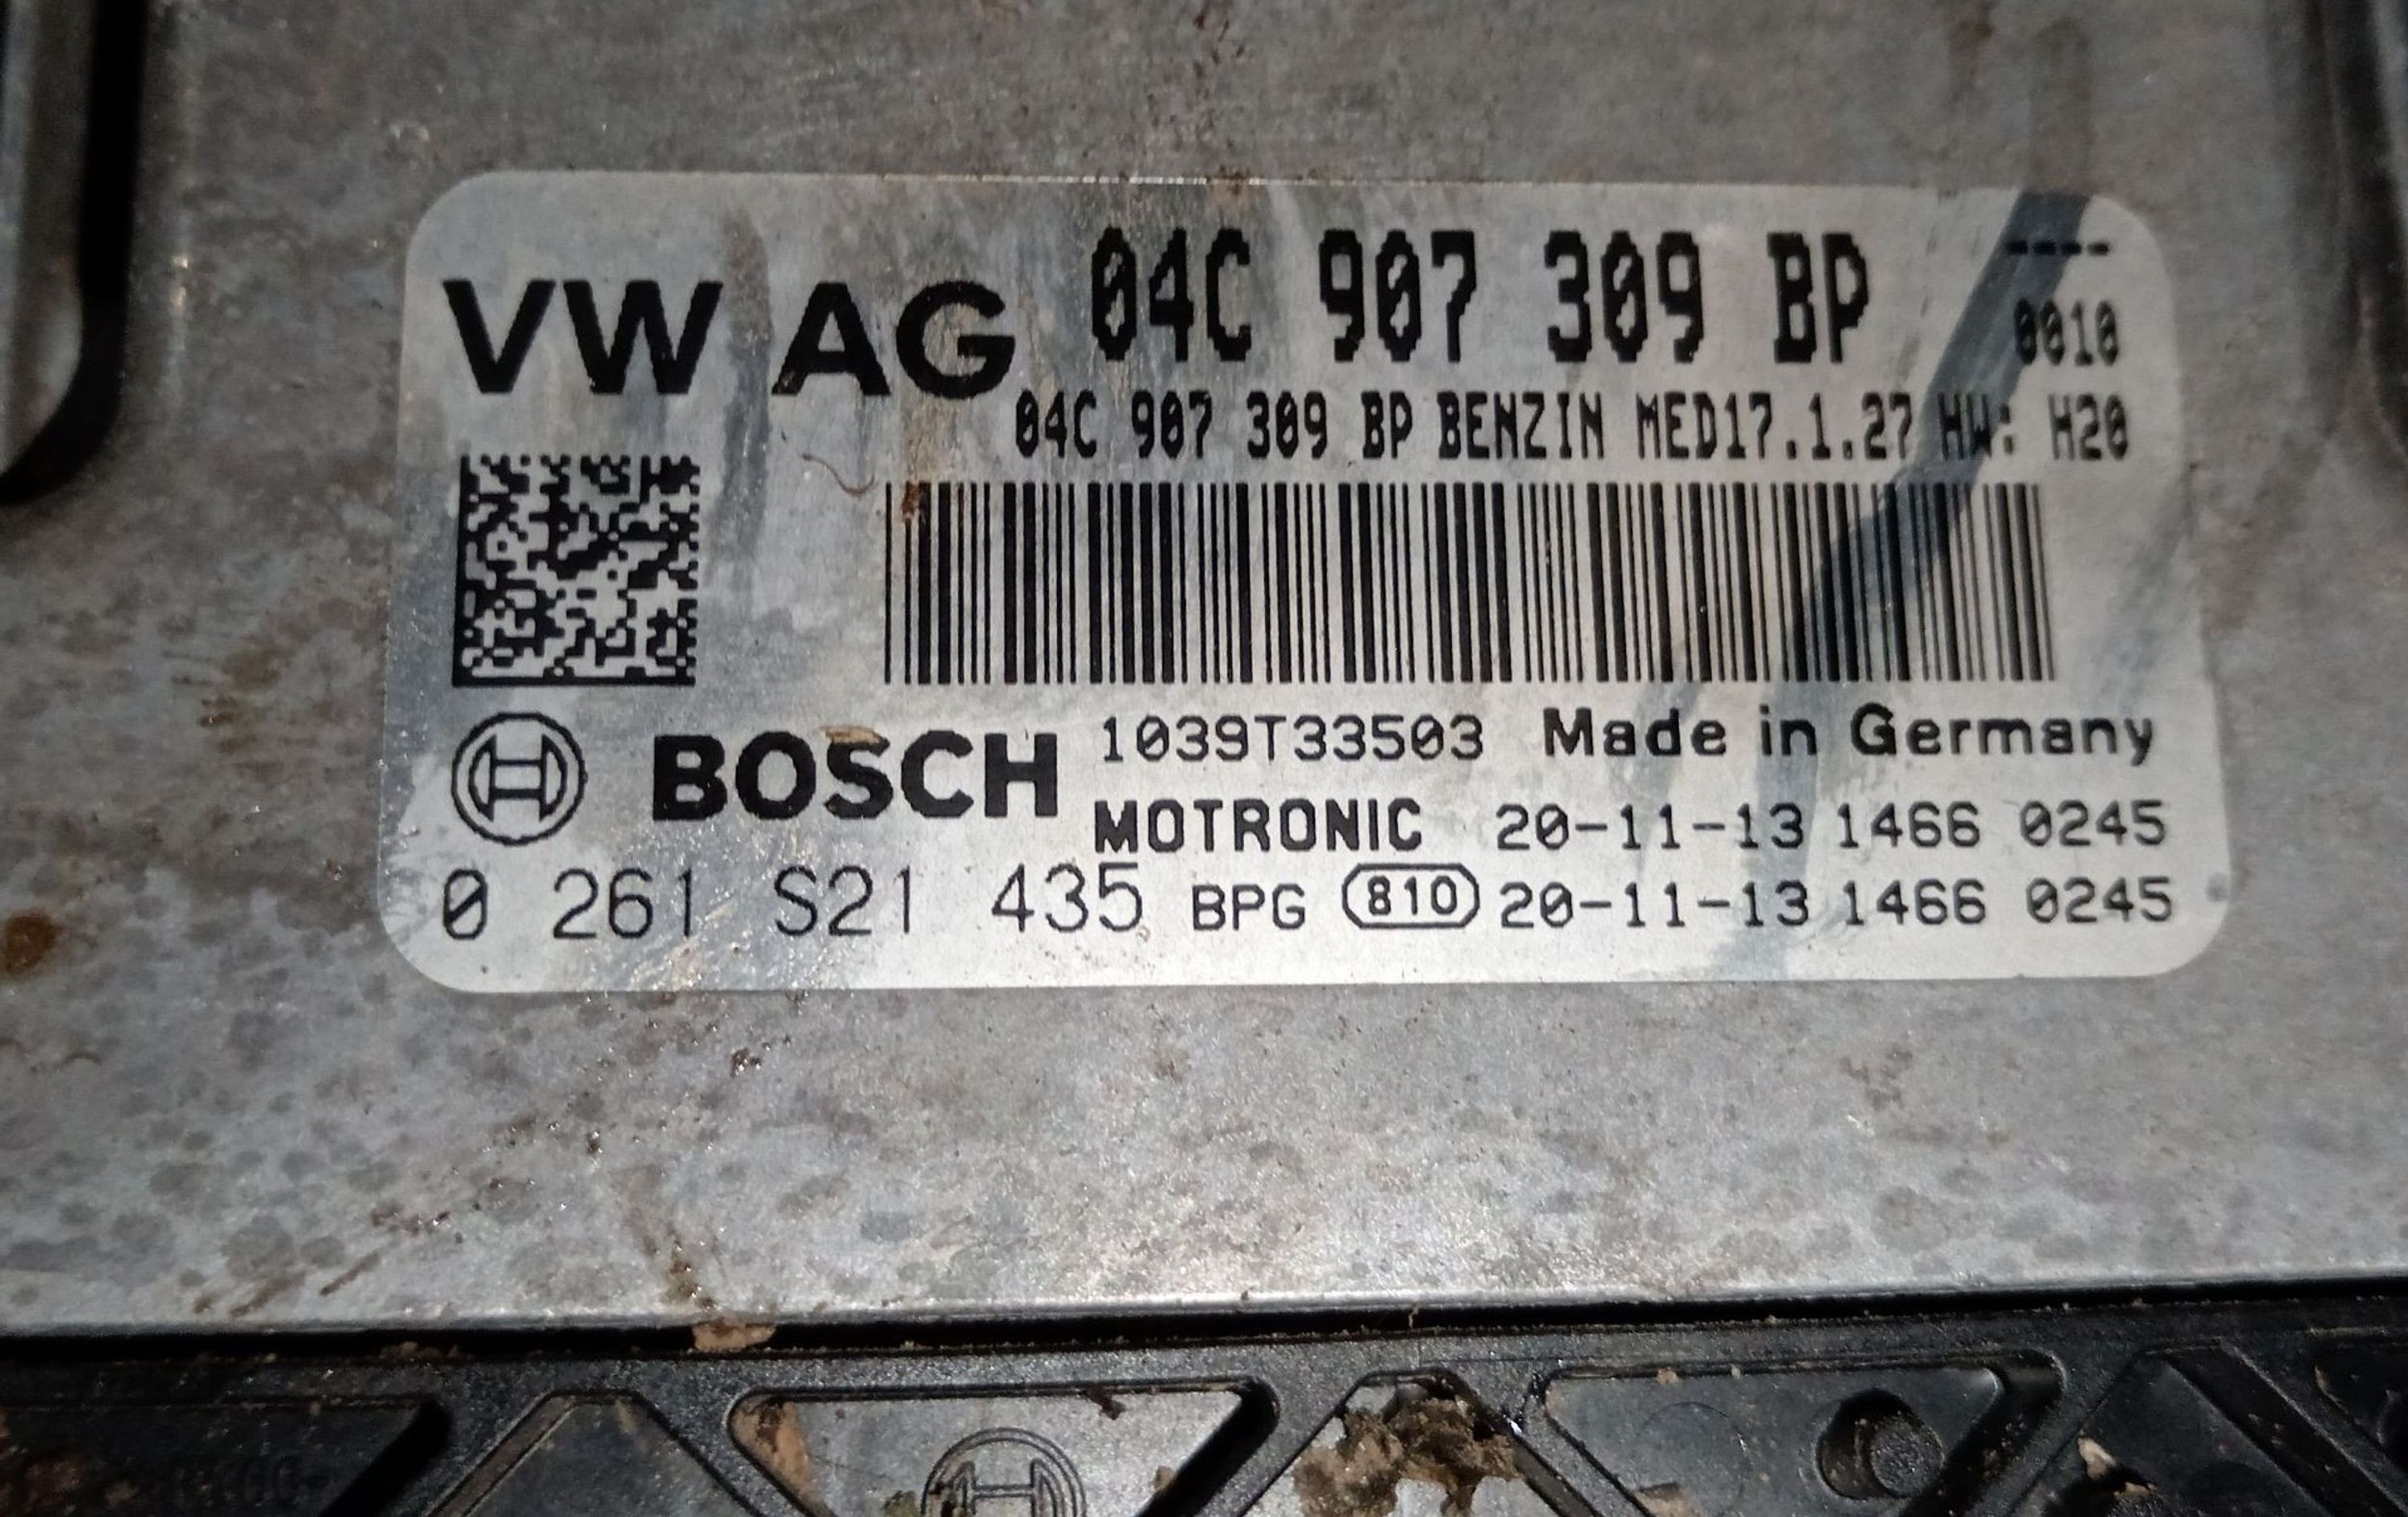 VW AG 04C 907 309 BP ----
0010
04C 907 309 BP BENZIN MED17.1.27 HW: H20
BOSCH 1039T33503 Made in Germany
MOTRONIC 20-11-13 1466 0245
0 261 S21 435 BPG 810 20-11-13 1466 0245